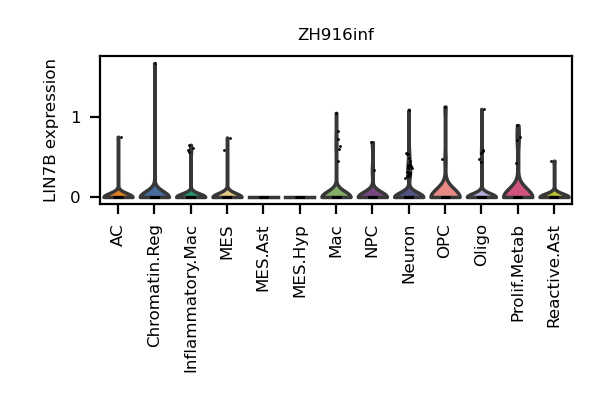 ZH916inf
LIN7B expression
1
0
AC
Chromatin.Reg
Inflammatory.Mac
MES
MES.Ast
MES.Hyp
Mac
NPC
Neuron
OPC
Oligo
Prolif.Metab
Reactive.Ast